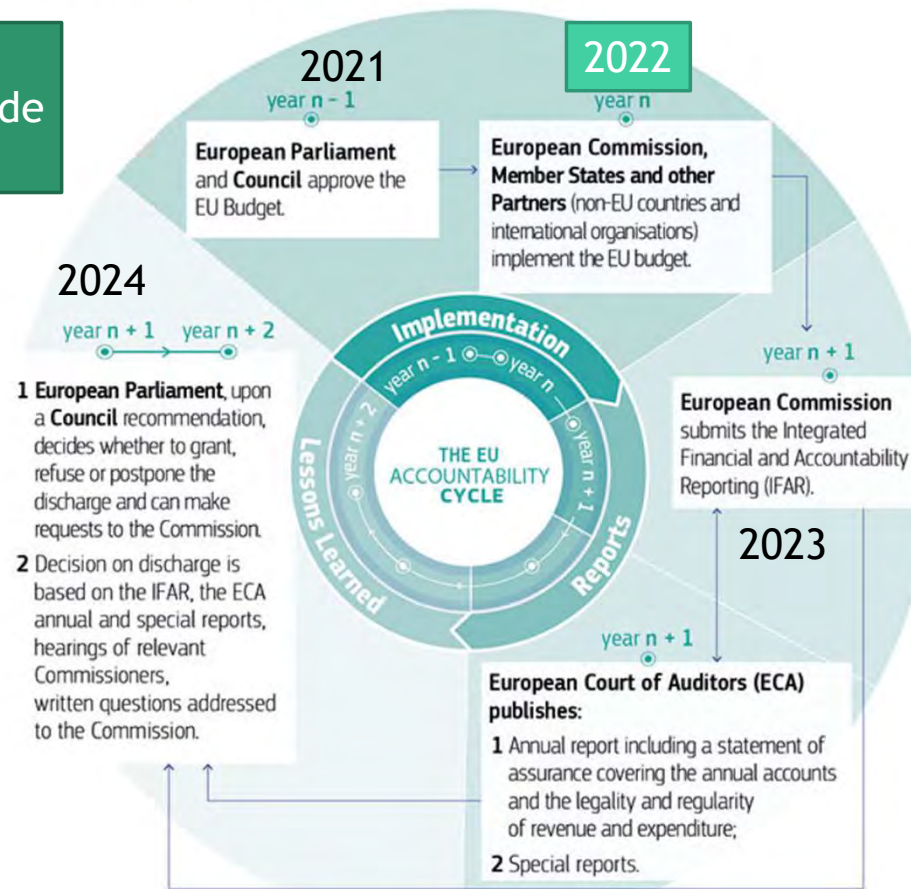 de
2021
year n – 1
European Parliament
and Council approve the
EU Budget.
2022
year n
European Commission,
Member States and other
Partners (non-EU countries and
international organisations)
implement the EU budget.
2024
year n + 1 year n + 2
1 European Parliament, upon
a Council recommendation,
decides whether to grant,
refuse or postpone the
discharge and can make
requests to the Commission.
2 Decision on discharge is
based on the IFAR, the ECA
annual and special reports,
hearings of relevant
Commissioners,
written questions addressed
to the Commission.
Implementation
year n - 1
year n
year n + 1
year n + 2
Reports
Lessons Learned
THE EU
ACCOUNTABILITY
CYCLE
year n + 1
European Commission
submits the Integrated
Financial and Accountability
Reporting (IFAR).
2023
year n + 1
European Court of Auditors (ECA)
publishes:
1 Annual report including a statement of
assurance covering the annual accounts
and the legality and regularity
of revenue and expenditure;
2 Special reports.